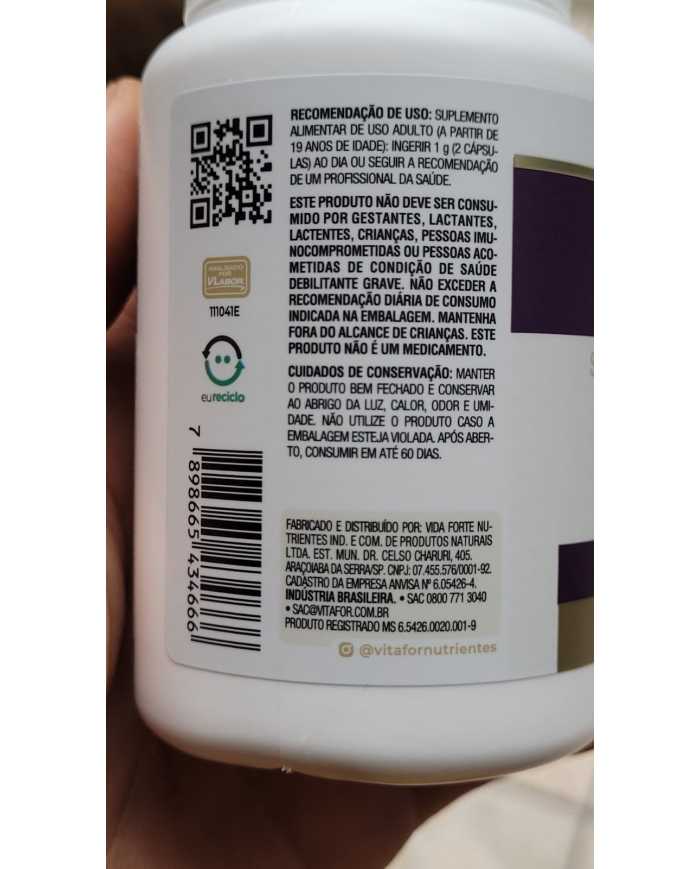 RECOMENDAÇÃO DE USO: SUPLEMENTO
ALIMENTAR DE USO ADULTO (A PARTIR DE
19 ANOS DE IDADE): INGERIR 1 g (2 CÁPSU-
LAS) AO DIA OU SEGUIR A RECOMENDAÇÃO
DE UM PROFISSIONAL DA SAÚDE.
ESTE PRODUTO NÃO DEVE SER CONSU-
MIDO POR GESTANTES, LACTANTES,
LACTENTES, CRIANÇAS, PESSOAS IMU-
NOCOMPROMETIDAS OU PESSOAS ACO-
METIDAS DE CONDIÇÃO DE SAÚDE
DEBILITANTE GRAVE. NÃO EXCEDER A
RECOMENDAÇÃO DIÁRIA DE CONSUMO
INDICADA NA EMBALAGEM. MANTENHA
FORA DO ALCANCE DE CRIANÇAS. ESTE
PRODUTO NÃO É UM MEDICAMENTO.
CUIDADOS DE CONSERVAÇÃO: MANTER
O PRODUTO BEM FECHADO E CONSERVAR
AO ABRIGO DA LUZ, CALOR, ODOR E UMI-
DADE. NÃO UTILIZE O PRODUTO CASO A
EMBALAGEM ESTEJA VIOLADA. APÓS ABER-
TO, CONSUMIR EM ATÉ 60 DIAS.
ANALISADO
POR
VLABOR
111041E
eureciclo
7 898665 434666
FABRICADO E DISTRIBUÍDO POR: VIDA FORTE NU-
TRIENTES IND. E COM. DE PRODUTOS NATURAIS
LTDA. EST. MUN. DR. CELSO CHARURI, 405.
ARAÇOIABA DA SERRA/SP. CNPJ: 07.455.576/0001-92.
CADASTRO DA EMPRESA ANVISA Nº 6.05426-4.
INDÚSTRIA BRASILEIRA. • SAC 0800 771 3040
• SAC@VITAFOR.COM.BR
PRODUTO REGISTRADO MS 6.5426.0020.001-9
@vitafornutrientes